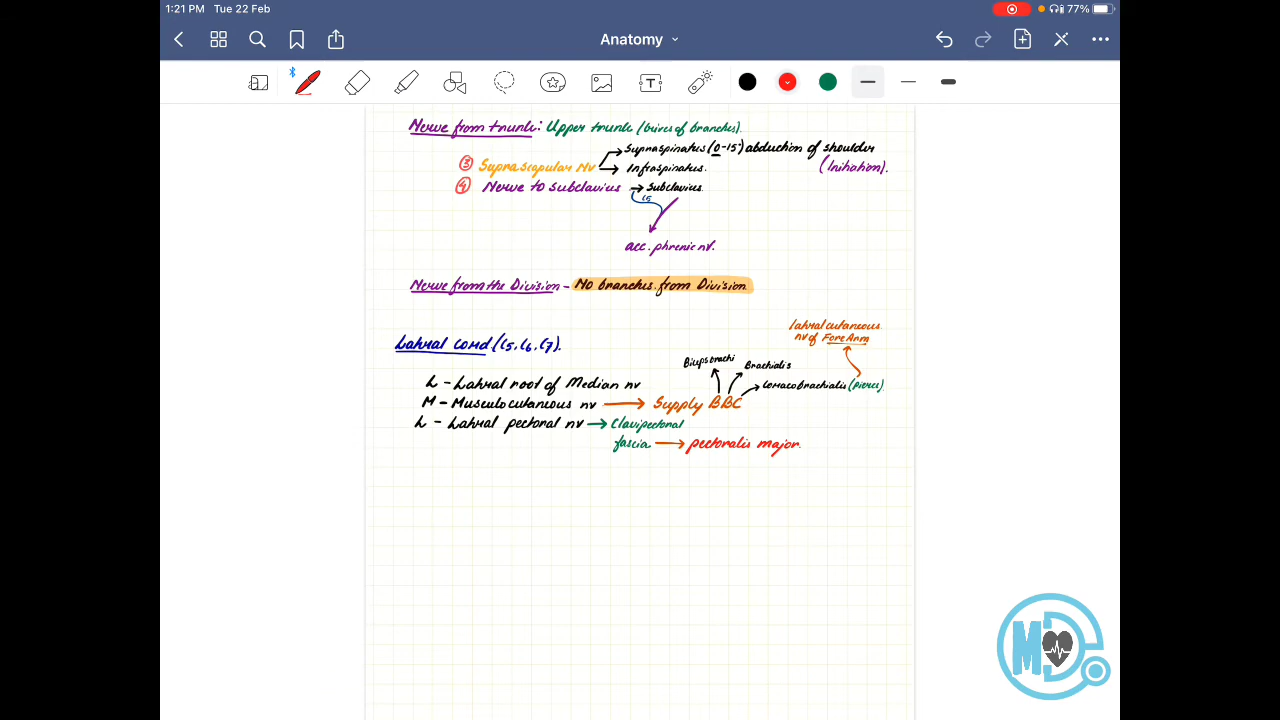 1:21 PM Tue 22 Feb
77%
Anatomy
Nerve from trunk: Upper trunk (gives of branches).
Supraspinatus (0-15°) abduction of shoulder
(Initiation).
③ Suprascapular Nv
Infraspinatus.
④ Nerve to Subclavius → Subclavius.
C5
acc. phrenic nv.
Nerve from the Division - No branches from Division.
Lateral cord (C5, C6, C7).
lateral cutaneous
nv of ForeArm
Biceps brachi
Brachialis
Coracobrachialis (pierces)
L - Lateral root of Median nv
M - Musculocutaneous nv → Supply BBC
L - Lateral pectoral nv → Clavipectoral
fascia → pectoralis major.
MD